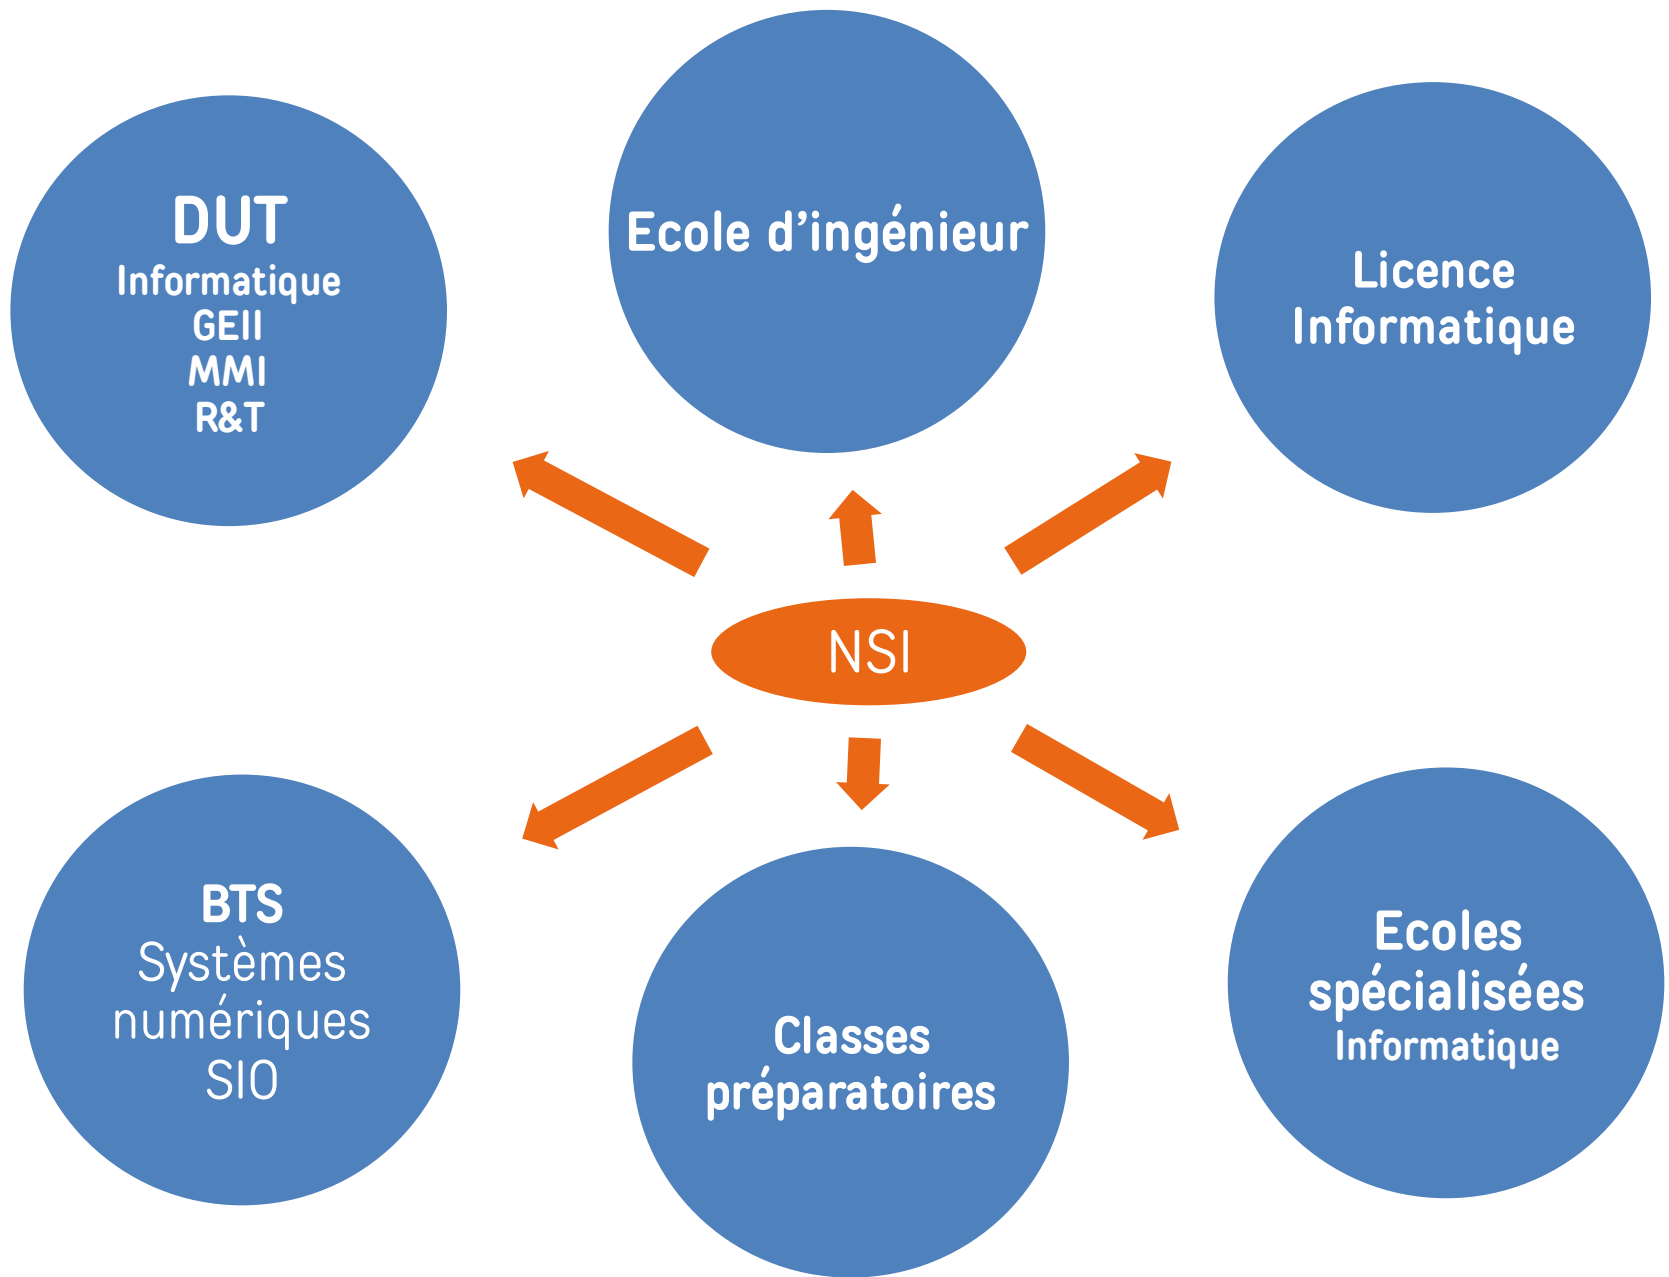 DUT
Informatique
GEII
MMI
R&T
Ecole d’ingénieur
Licence
Informatique
NSI
BTS
Systèmes
numériques
SIO
Classes
préparatoires
Ecoles
spécialisées
Informatique